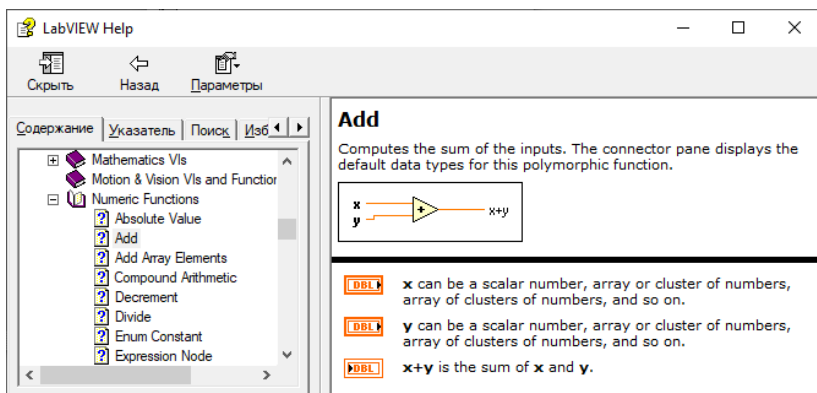 LabVIEW Help
Скрыть Назад Параметры
Содержание Указатель Поиск Изб
Mathematics VIs
Motion & Vision VIs and Function
Numeric Functions
Absolute Value
Add
Add Array Elements
Compound Arithmetic
Decrement
Divide
Enum Constant
Expression Node
Add
Computes the sum of the inputs. The connector pane displays the
default data types for this polymorphic function.
x
y
x+y
DBL x can be a scalar number, array or cluster of numbers,
array of clusters of numbers, and so on.
DBL y can be a scalar number, array or cluster of numbers,
array of clusters of numbers, and so on.
DBL x+y is the sum of x and y.